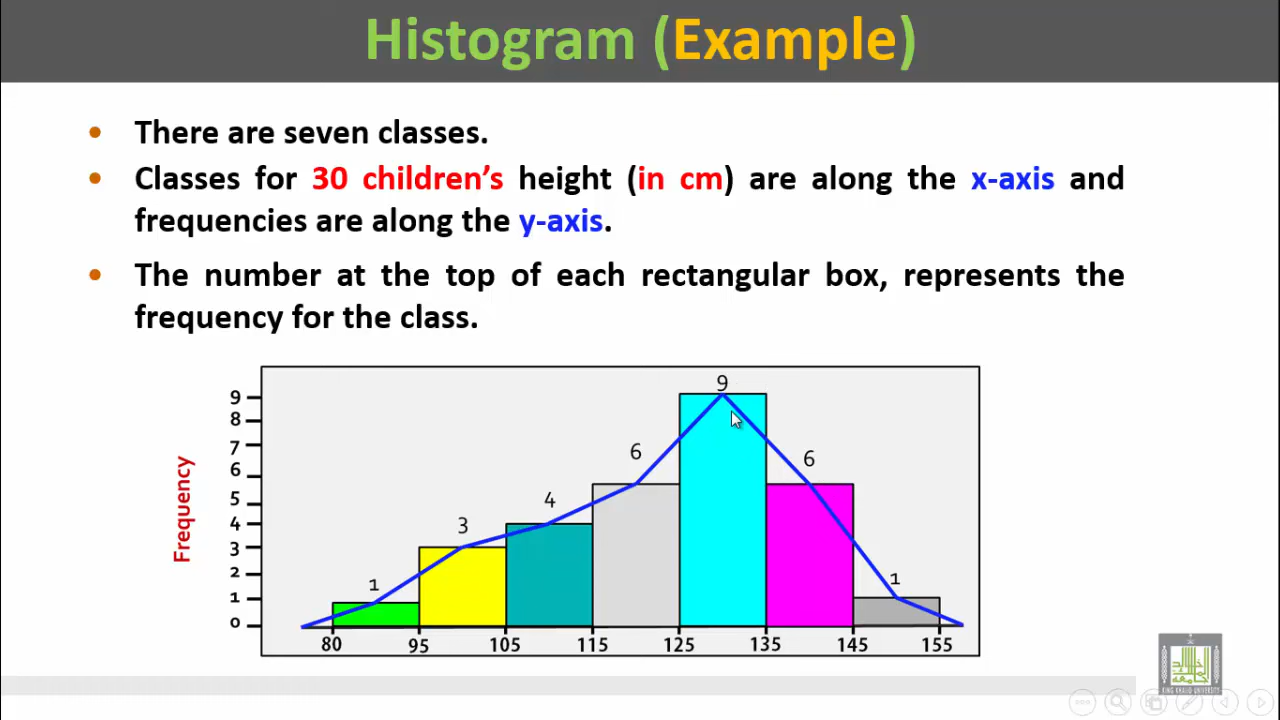 Histogram (Example)
• There are seven classes.
• Classes for 30 children's height (in cm) are along the x-axis and
frequencies are along the y-axis.
• The number at the top of each rectangular box, represents the
frequency for the class.
Frequency
9
8
7
6
5
4
3
2
1
0
1
3
4
6
9
6
1
80 95 105 115 125 135 145 155
KING KHALID UNIVERSITY